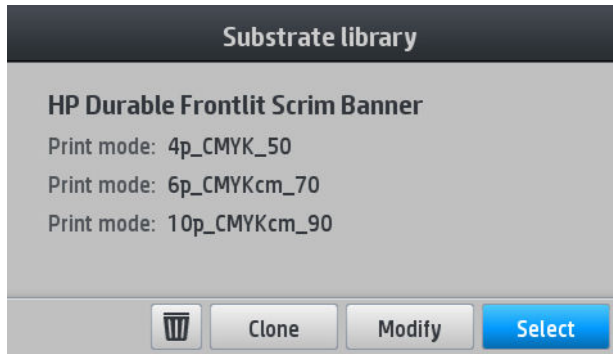 Substrate library
HP Durable Frontlit Scrim Banner
Print mode: 4p_CMYK_50
Print mode: 6p_CMYKcm_70
Print mode: 10p_CMYKcm_90
Clone Modify Select